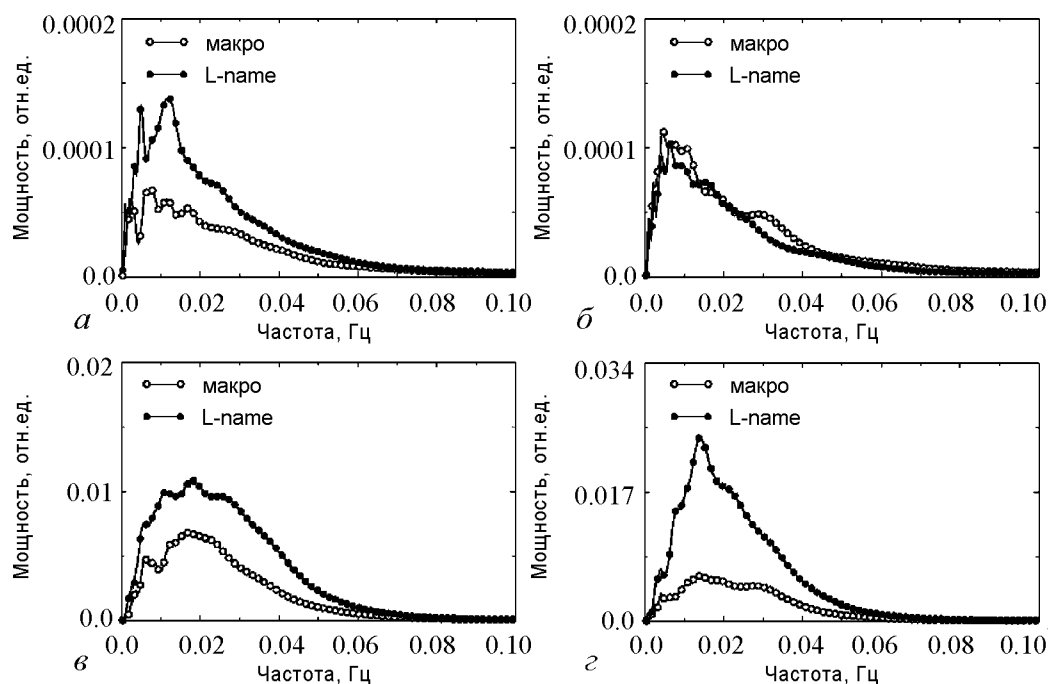 0.0002
макро
L-name
0.0001
0.0
Мощность, отн.ед.
0.0 0.02 0.04 0.06 0.08 0.10
а
Частота, Гц
0.0002
макро
L-name
0.0001
0.0
Мощность, отн.ед.
0.0 0.02 0.04 0.06 0.08 0.10
б
Частота, Гц
0.02
макро
L-name
0.01
0.0
Мощность, отн.ед.
0.0 0.02 0.04 0.06 0.08 0.10
в
Частота, Гц
0.034
макро
L-name
0.017
0.0
Мощность, отн.ед.
0.0 0.02 0.04 0.06 0.08 0.10
г
Частота, Гц